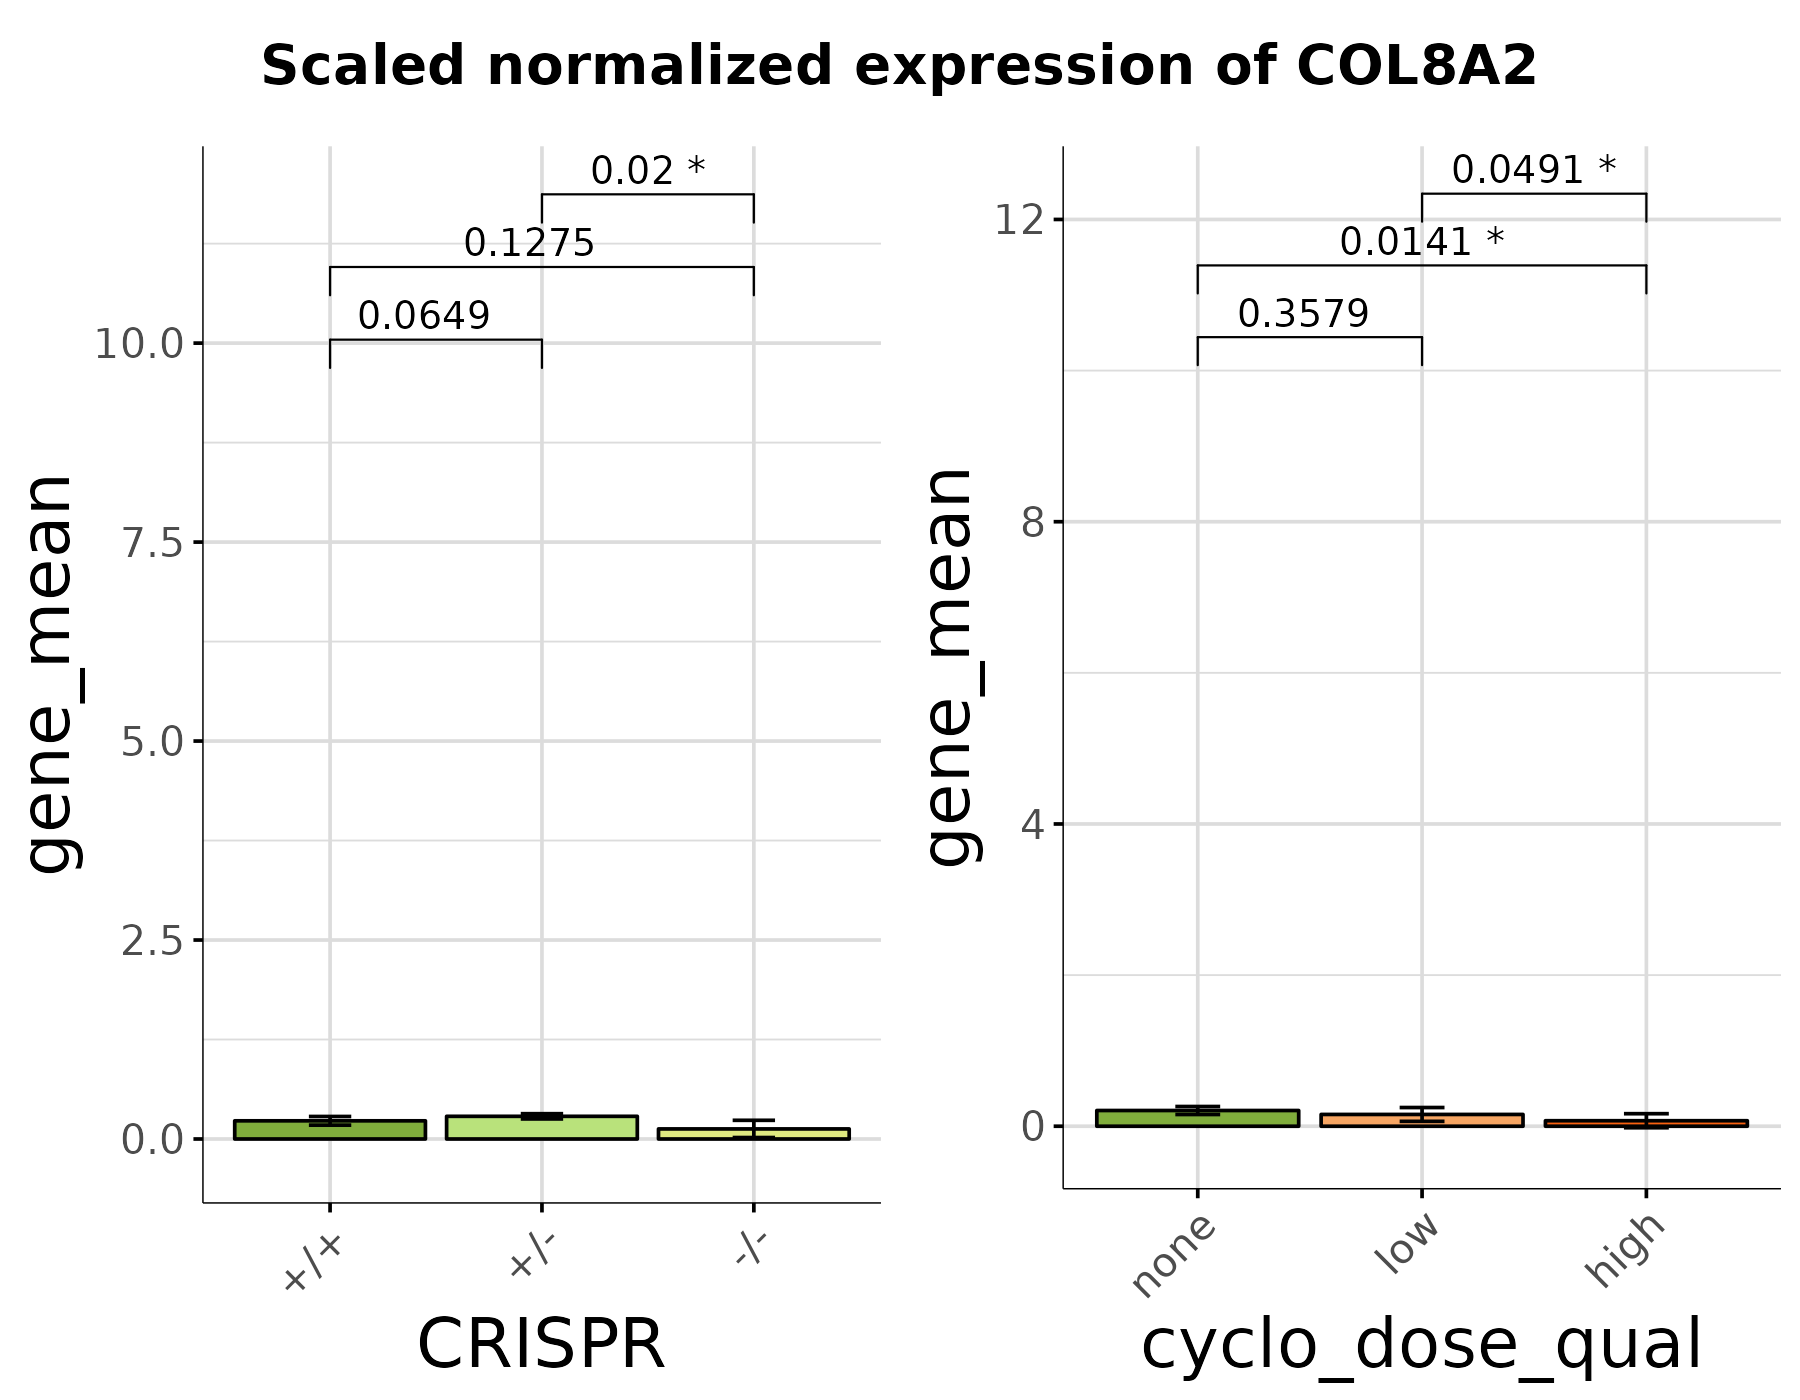 Scaled normalized expression of COL8A2
0.02 *
0.1275
0.0649
10.0
7.5
5.0
2.5
0.0
gene_mean
+/+
+/-
-/-
CRISPR
0.0491 *
0.0141 *
0.3579
12
8
4
0
gene_mean
none
low
high
cyclo_dose_qual